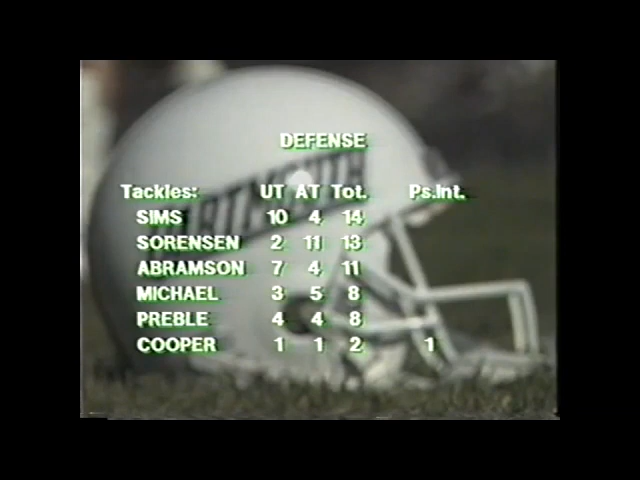 DEFENSE
Tackles: UT AT Tot. Ps.Int.
SIMS 10 4 14
SORENSEN 2 11 13
ABRAMSON 7 4 11
MICHAEL 3 5 8
PREBLE 4 4 8
COOPER 1 1 2 1